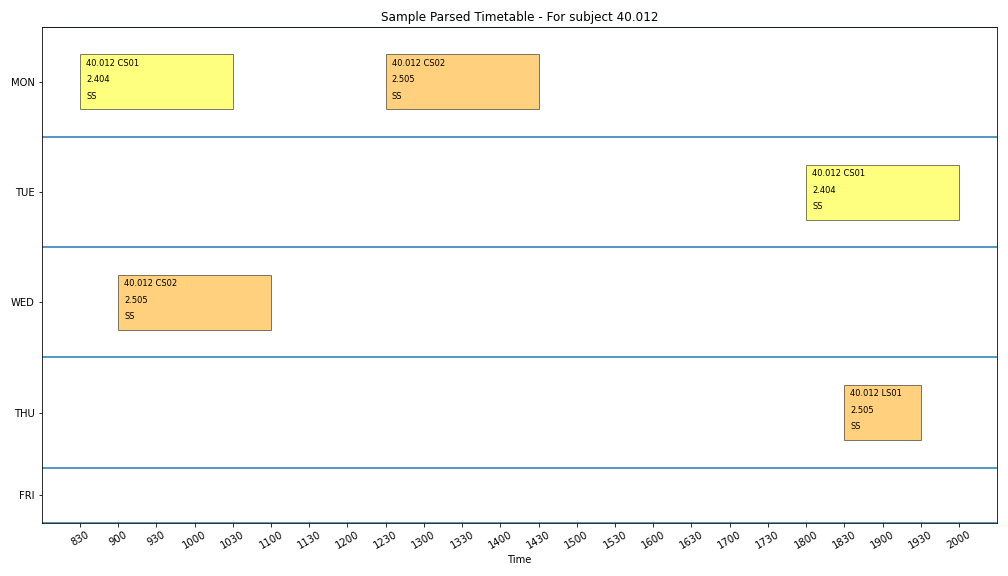 Sample Parsed Timetable - For subject 40.012
MON
40.012 CS01
2.404
SS
40.012 CS02
2.505
SS
TUE
40.012 CS01
2.404
SS
WED
40.012 CS02
2.505
SS
THU
40.012 LS01
2.505
SS
FRI
830 900 930 1000 1030 1100 1130 1200 1230 1300 1330 1400 1430 1500 1530 1600 1630 1700 1730 1800 1830 1900 1930 2000
Time